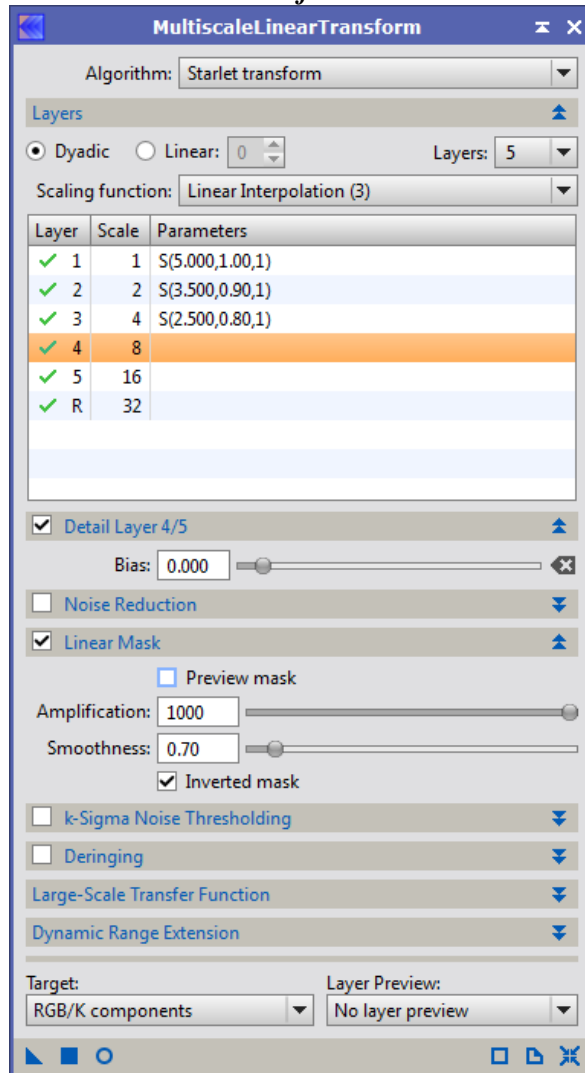 MultiscaleLinearTransform
Algorithm: Starlet transform
Layers
Dyadic Linear: 0 Layers: 5
Scaling function: Linear Interpolation (3)
Layer Scale Parameters
1 1 S(5.000,1.00,1)
2 2 S(3.500,0.90,1)
3 4 S(2.500,0.80,1)
4 8
5 16
R 32
Detail Layer 4/5
Bias: 0.000
Noise Reduction
Linear Mask
Preview mask
Amplification: 1000
Smoothness: 0.70
Inverted mask
k-Sigma Noise Thresholding
Deringing
Large-Scale Transfer Function
Dynamic Range Extension
Target: Layer Preview:
RGB/K components No layer preview